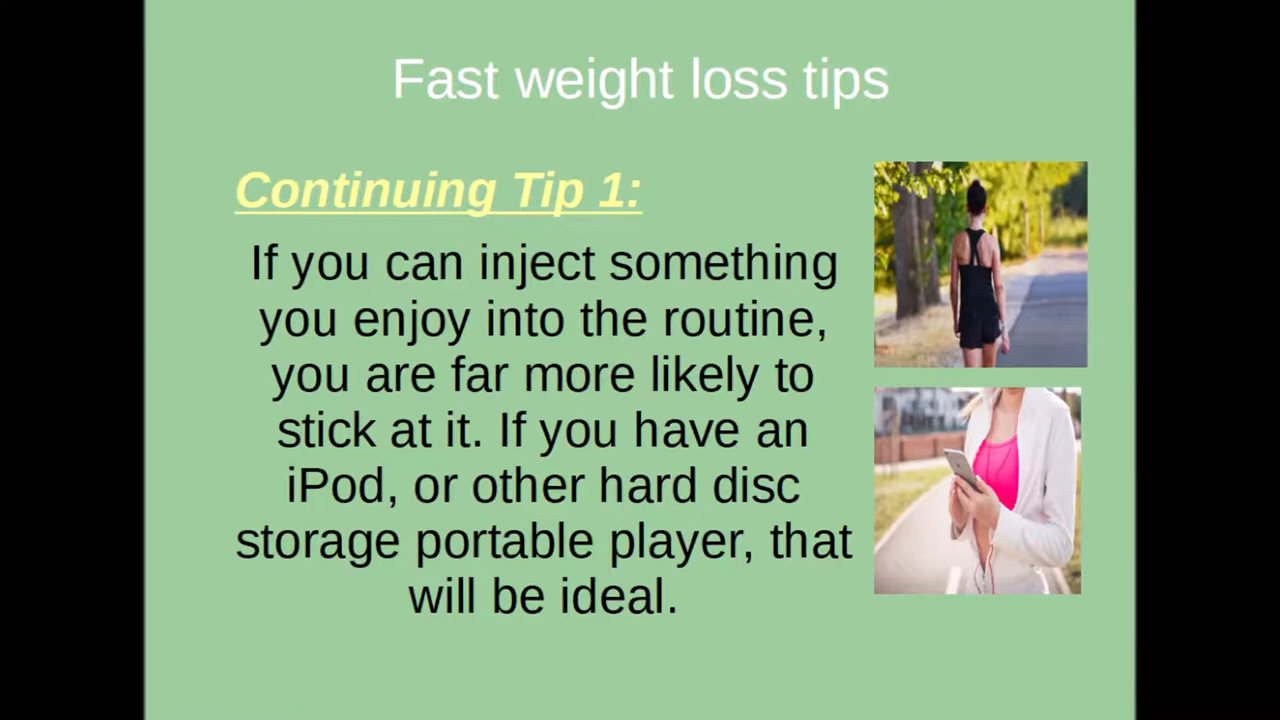 Fast weight loss tips
Continuing Tip 1:
If you can inject something
you enjoy into the routine,
you are far more likely to
stick at it. If you have an
iPod, or other hard disc
storage portable player, that
will be ideal.